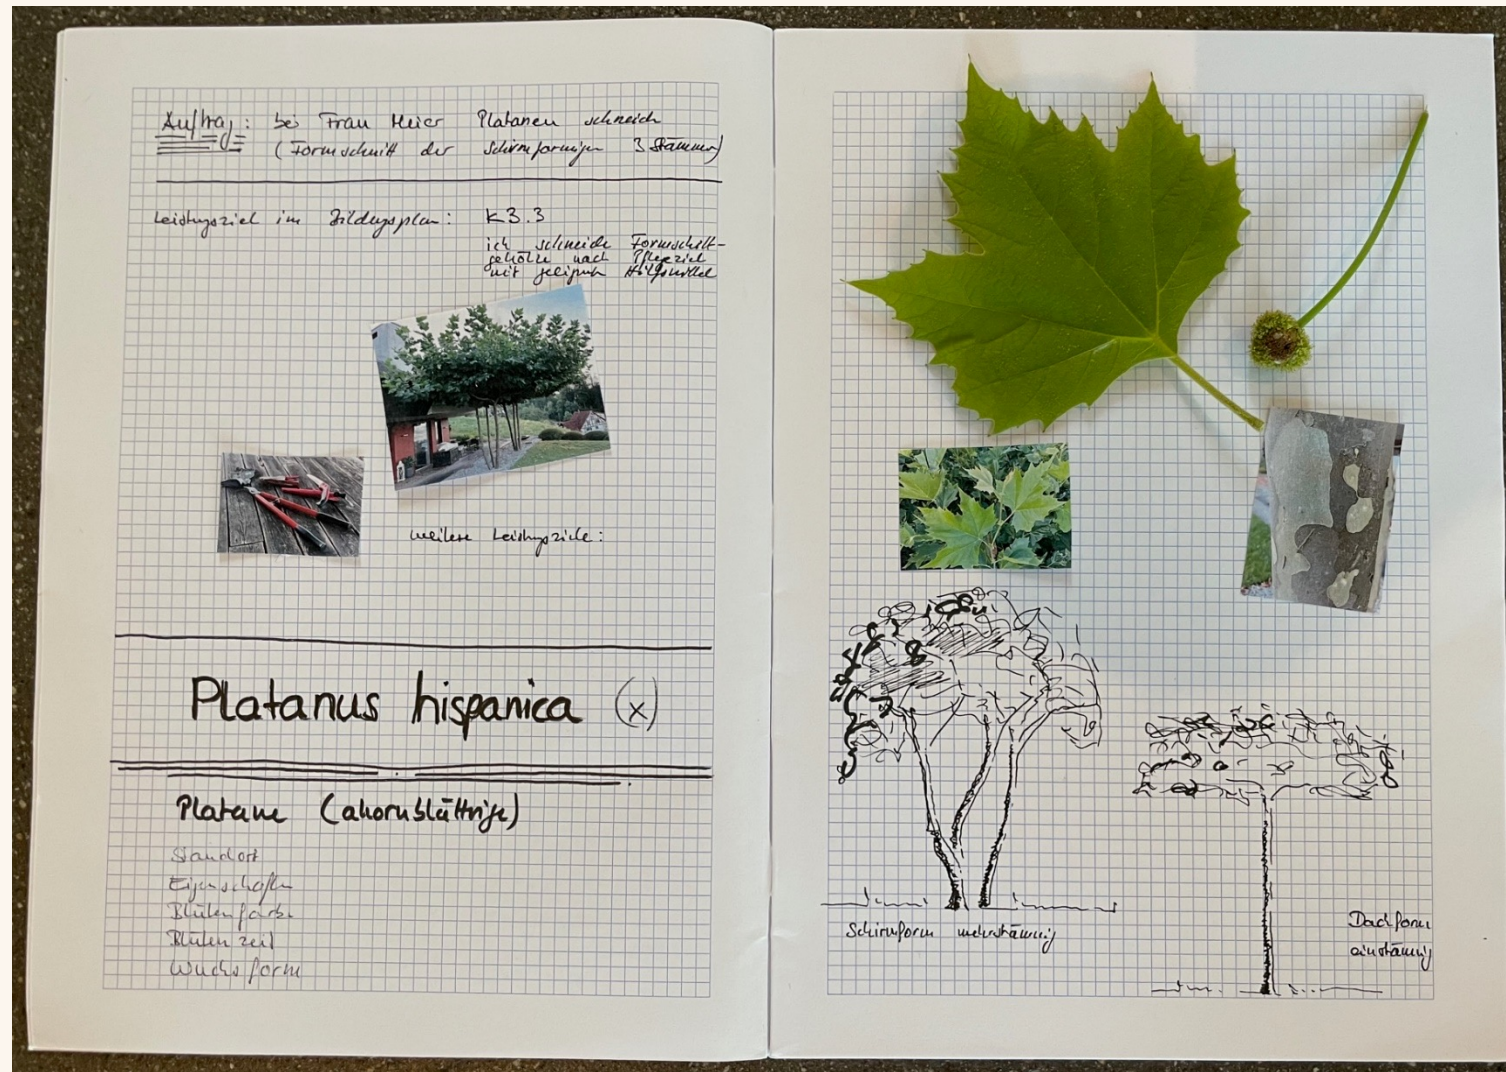 Auftrag: bei Frau Meier Platanen schneiden
(Formschnitt der schirmförmigen 3 Stämmer)
Leistungsziel im Bildungsplan: K3.3
ich schneide Formschnitt-
gehölze nach Pflegeziel
mit geeigneten Hilfsmittel
weitere Leistungsziele:
Platanus hispanica (x)
Platane (ahornblättrige)
Standort
Eigenschaften
Blütenfarbe
Blütenzeit
Wuchsform
Schirmform mehrstämmig
Dachform
einstämmig